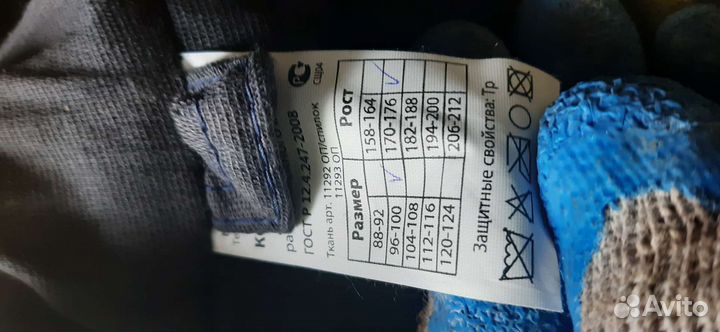 К
ГОСТ Р 12.4.247-2008
Ткань арт. 11292 ОП/спилок
11293 ОП
Размер Рост
88-92 158-164
96-100 ✓ 170-176 ✓
104-108 182-188
112-116 194-200
120-124 206-212
Защитные свойства: Тр
Avito